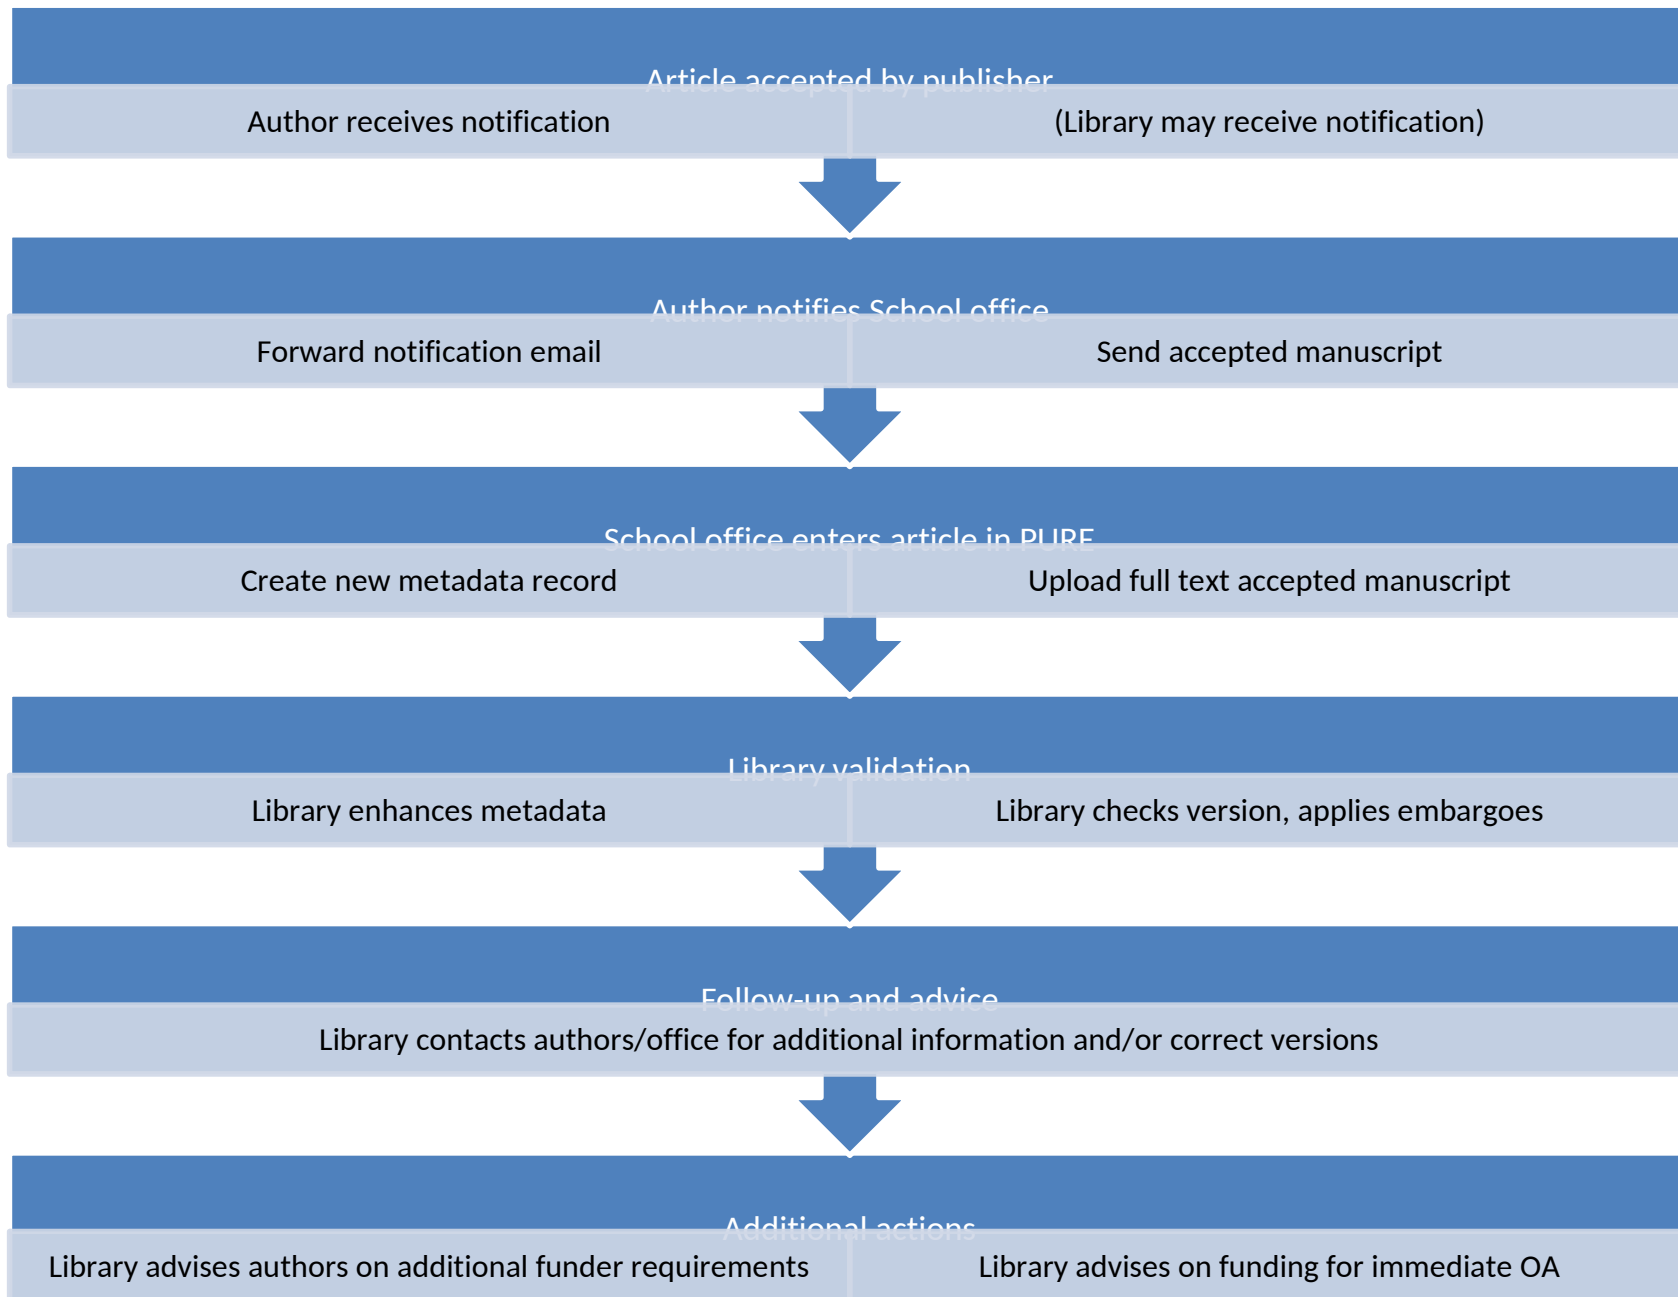 Article accepted by publisher
Author receives notification
(Library may receive notification)
Author notifies School office
Forward notification email
Send accepted manuscript
School office enters article in PURE
Create new metadata record
Upload full text accepted manuscript
Library validation
Library enhances metadata
Library checks version, applies embargoes
Follow-up and advice
Library contacts authors/office for additional information and/or correct versions
Additional actions
Library advises authors on additional funder requirements
Library advises on funding for immediate OA